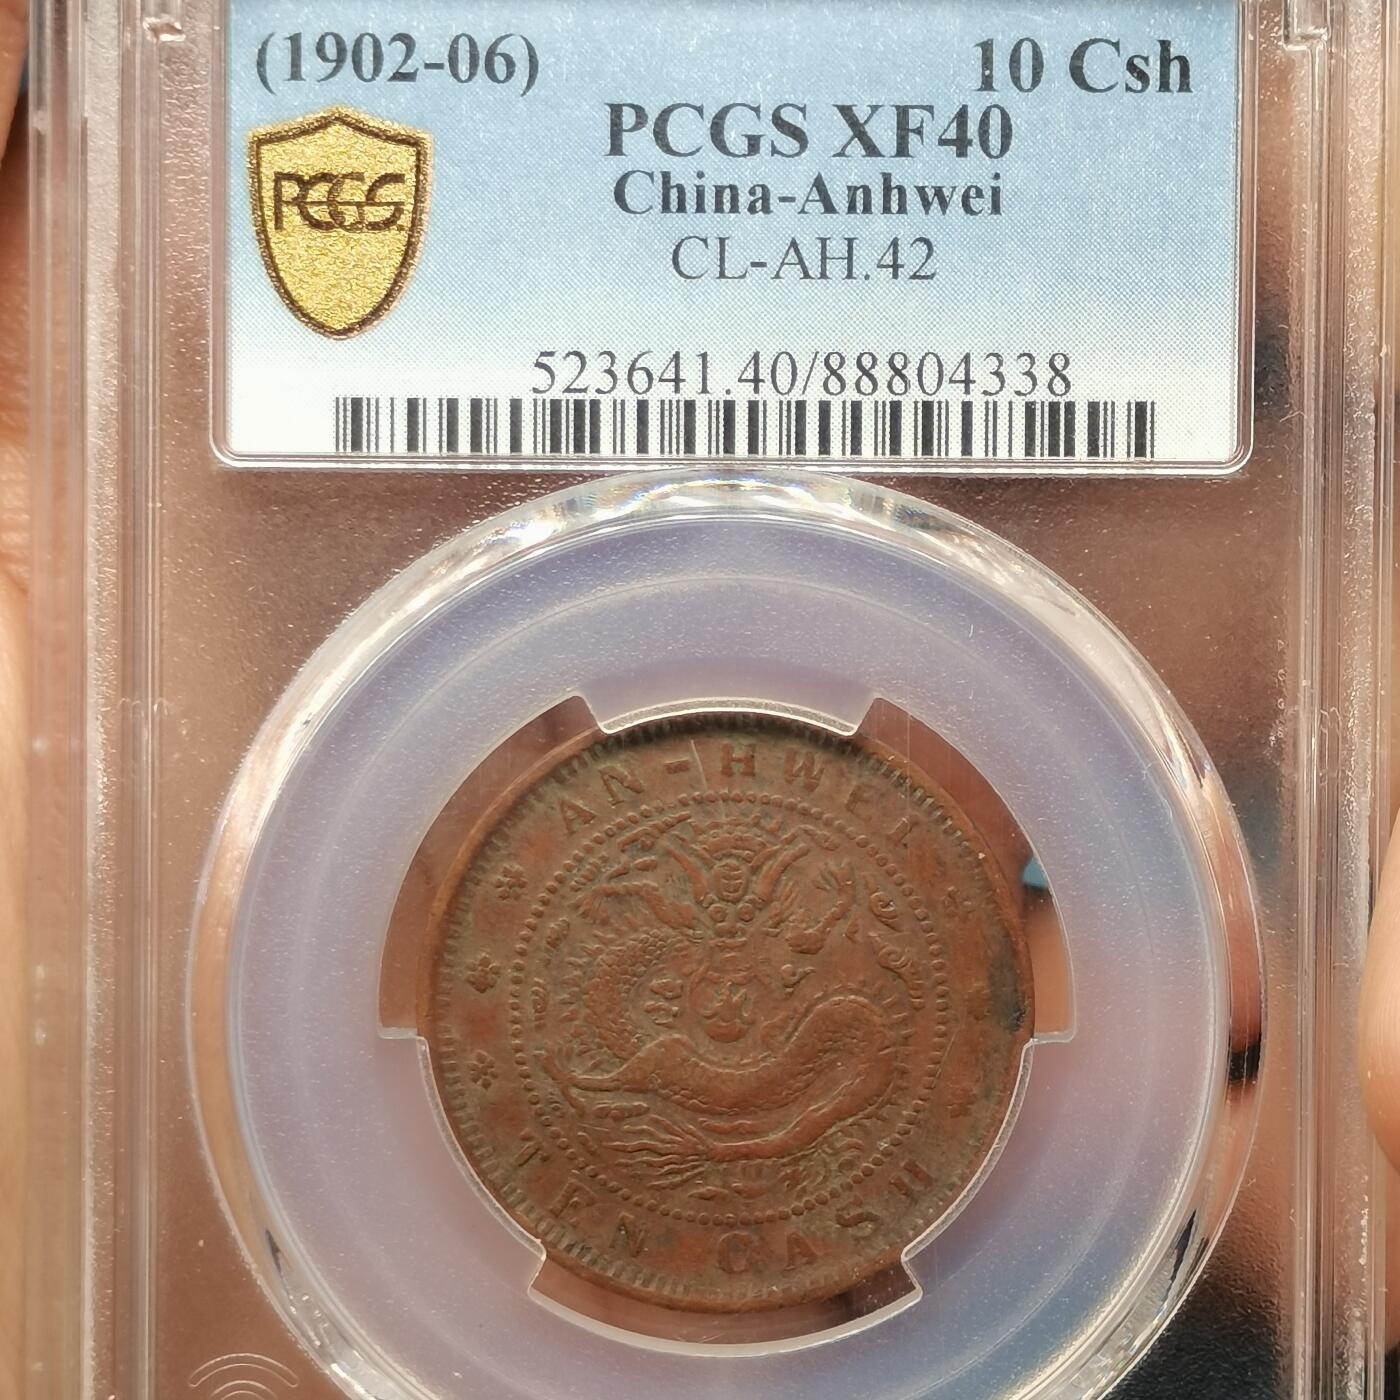 (1902-06) 10 Csh
PCGS XF40
China-Anhwei
CL-AH.42
PCGS
523641.40/88804338
AN-HWEI
TEN CASH